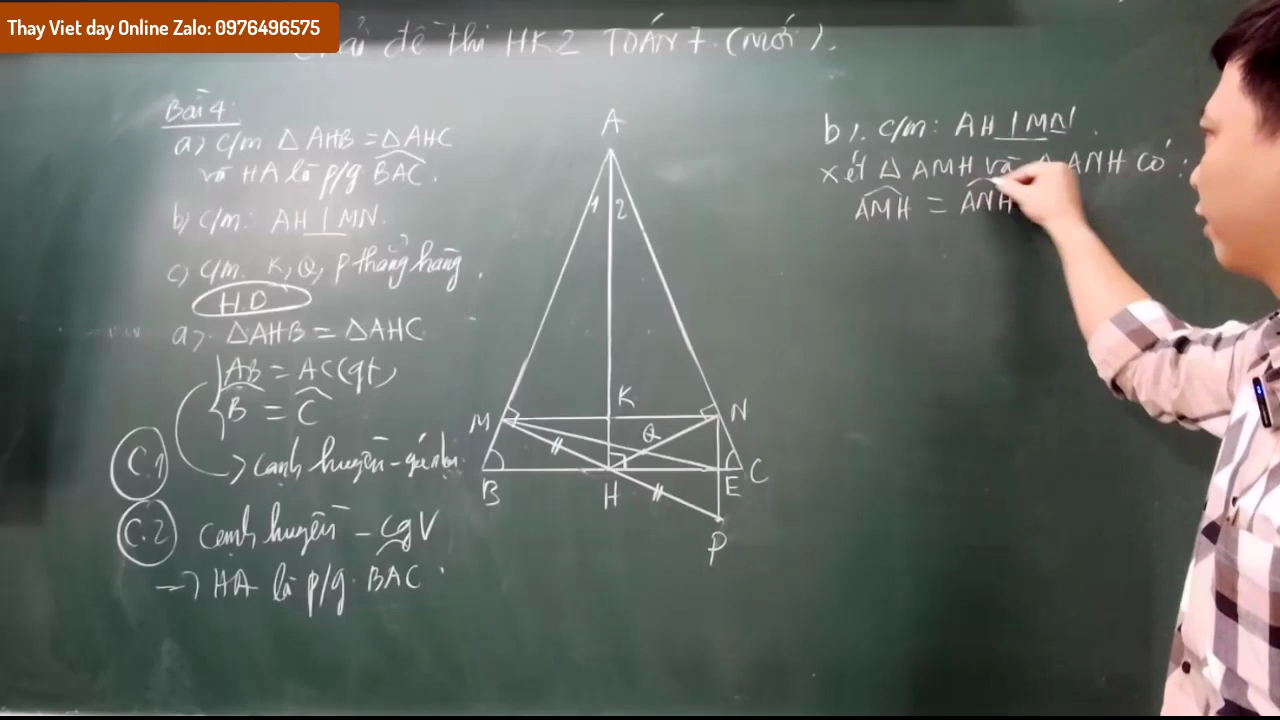 Thay Viet day Online Zalo: 0976496575
đề thi HK2 TOÁN 7. (mới).
Bài 4:
a) c/m △AHB = △AHC
và HA là p/g BAC.
b) c/m: AH ⊥ MN.
c) c/m. K, Q, P thẳng hàng.
H.D
a). △AHB = △AHC
AB = AC (gt)
B = C
C.1
→ cạnh huyền - góc nhọn
C.2
cạnh huyền - cgv
→ HA là p/g. BAC.
A
1 2
M K N
Q
B H E C
P
b). c/m: AH ⊥ MN.
xét △ AMH và △ ANH có:
AMH = ANH